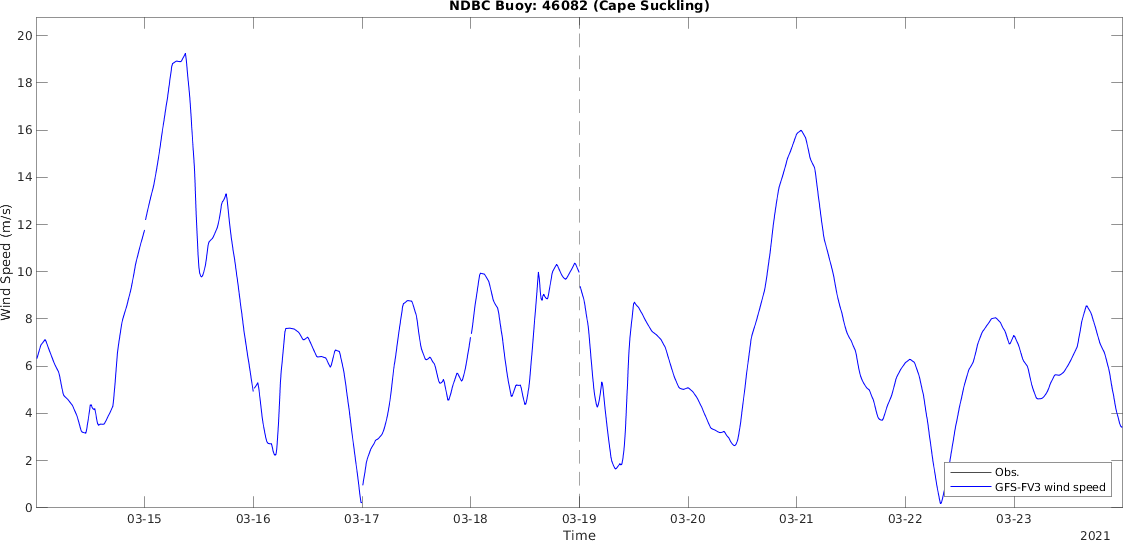 NDBC Buoy: 46082 (Cape Suckling)
Wind Speed (m/s)
20
18
16
14
12
10
8
6
4
2
0
Obs.
GFS-FV3 wind speed
03-15 03-16 03-17 03-18 03-19 03-20 03-21 03-22 03-23
Time
2021